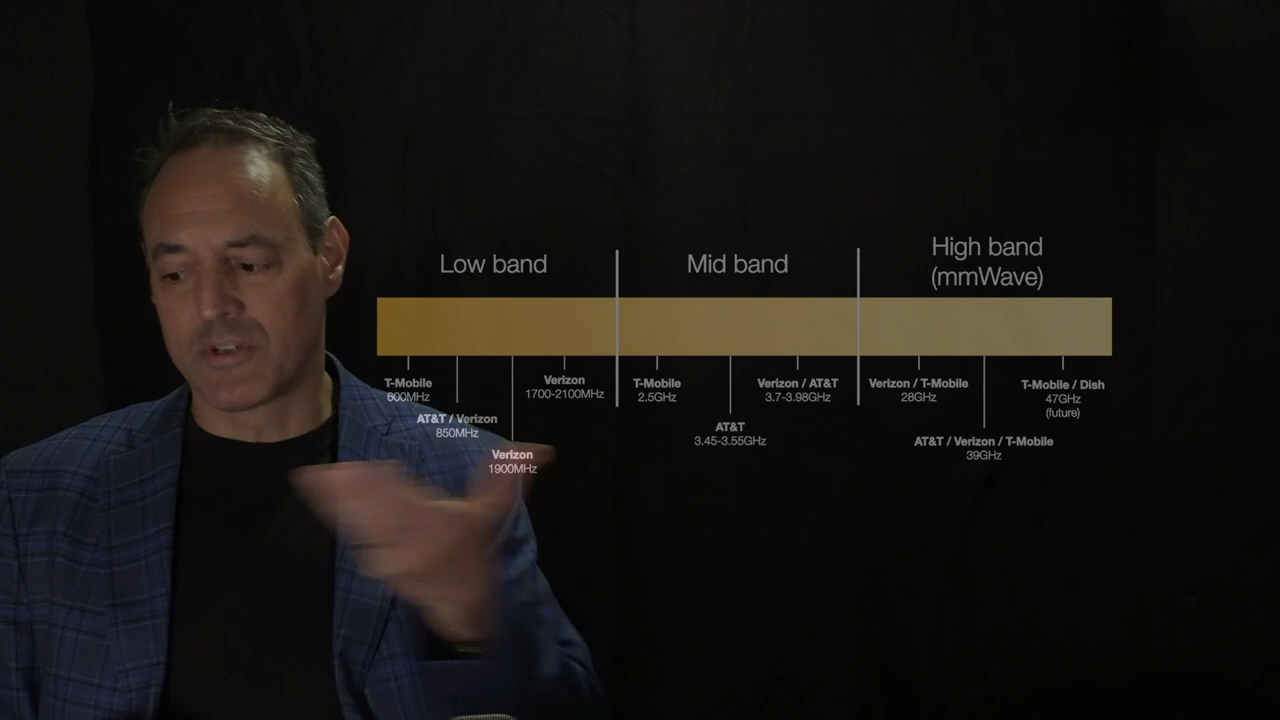 Low band
Mid band
High band
(mmWave)
T-Mobile
600MHz
AT&T / Verizon
850MHz
Verizon
1900MHz
Verizon
1700-2100MHz
T-Mobile
2.5GHz
AT&T
3.45-3.55GHz
Verizon / AT&T
3.7-3.98GHz
Verizon / T-Mobile
28GHz
AT&T / Verizon / T-Mobile
39GHz
T-Mobile / Dish
47GHz
(future)